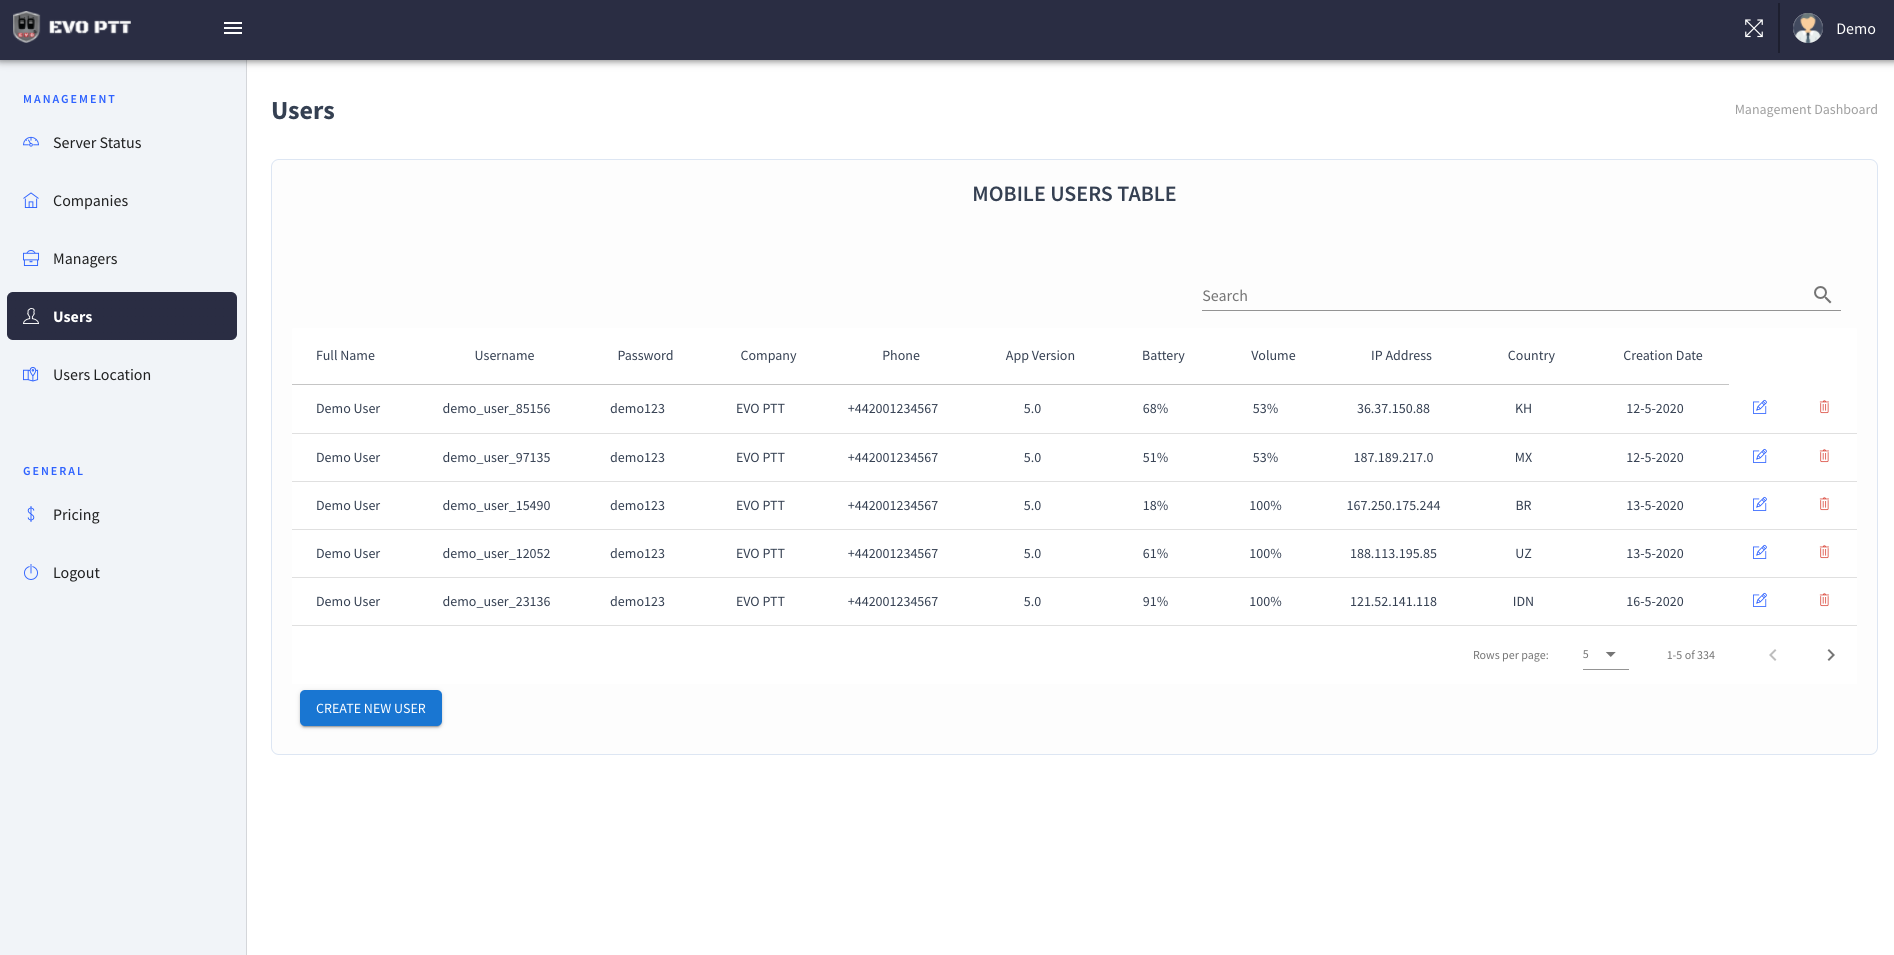 EVO PTT
Demo
MANAGEMENT
Server Status
Companies
Managers
Users
Users Location
GENERAL
Pricing
Logout
Users
Management Dashboard
MOBILE USERS TABLE
Search
Full Name Username Password Company Phone App Version Battery Volume IP Address Country Creation Date
Demo User demo_user_85156 demo123 EVO PTT +442001234567 5.0 68% 53% 36.37.150.88 KH 12-5-2020
Demo User demo_user_97135 demo123 EVO PTT +442001234567 5.0 51% 53% 187.189.217.0 MX 12-5-2020
Demo User demo_user_15490 demo123 EVO PTT +442001234567 5.0 18% 100% 167.250.175.244 BR 13-5-2020
Demo User demo_user_12052 demo123 EVO PTT +442001234567 5.0 61% 100% 188.113.195.85 UZ 13-5-2020
Demo User demo_user_23136 demo123 EVO PTT +442001234567 5.0 91% 100% 121.52.141.118 IDN 16-5-2020
Rows per page: 5 1-5 of 334
CREATE NEW USER